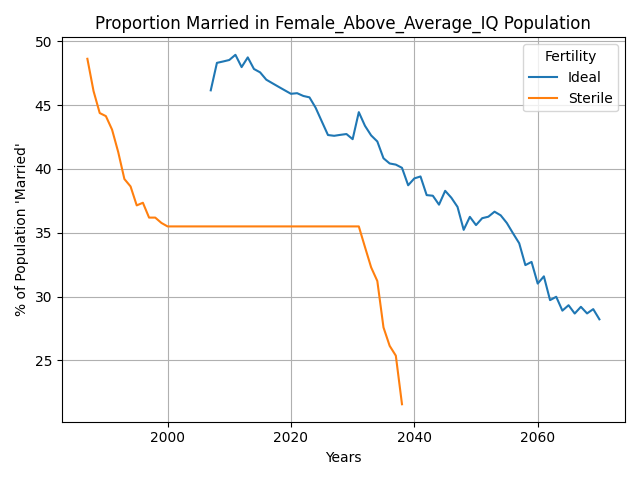 Proportion Married in Female_Above_Average_IQ Population
% of Population 'Married'
50
45
40
35
30
25
Fertility
Ideal
Sterile
2000 2020 2040 2060
Years